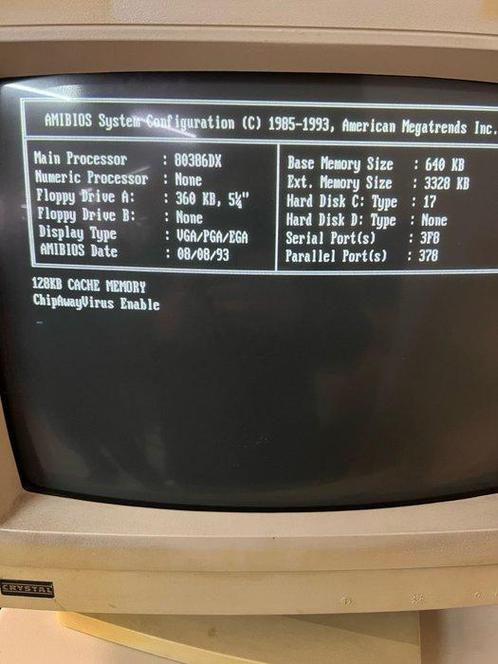 AMIBIOS System Configuration (C) 1985-1993, American Megatrends Inc.
Main Processor : 80386DX
Numeric Processor : None
Floppy Drive A: : 360 KB, 5¼"
Floppy Drive B: : None
Display Type : VGA/PGA/EGA
AMIBIOS Date : 08/08/93
Base Memory Size : 640 KB
Ext. Memory Size : 3328 KB
Hard Disk C: Type : 17
Hard Disk D: Type : None
Serial Port(s) : 3F8
Parallel Port(s) : 378
128KB CACHE MEMORY
ChipAwayVirus Enable
CRYSTAL